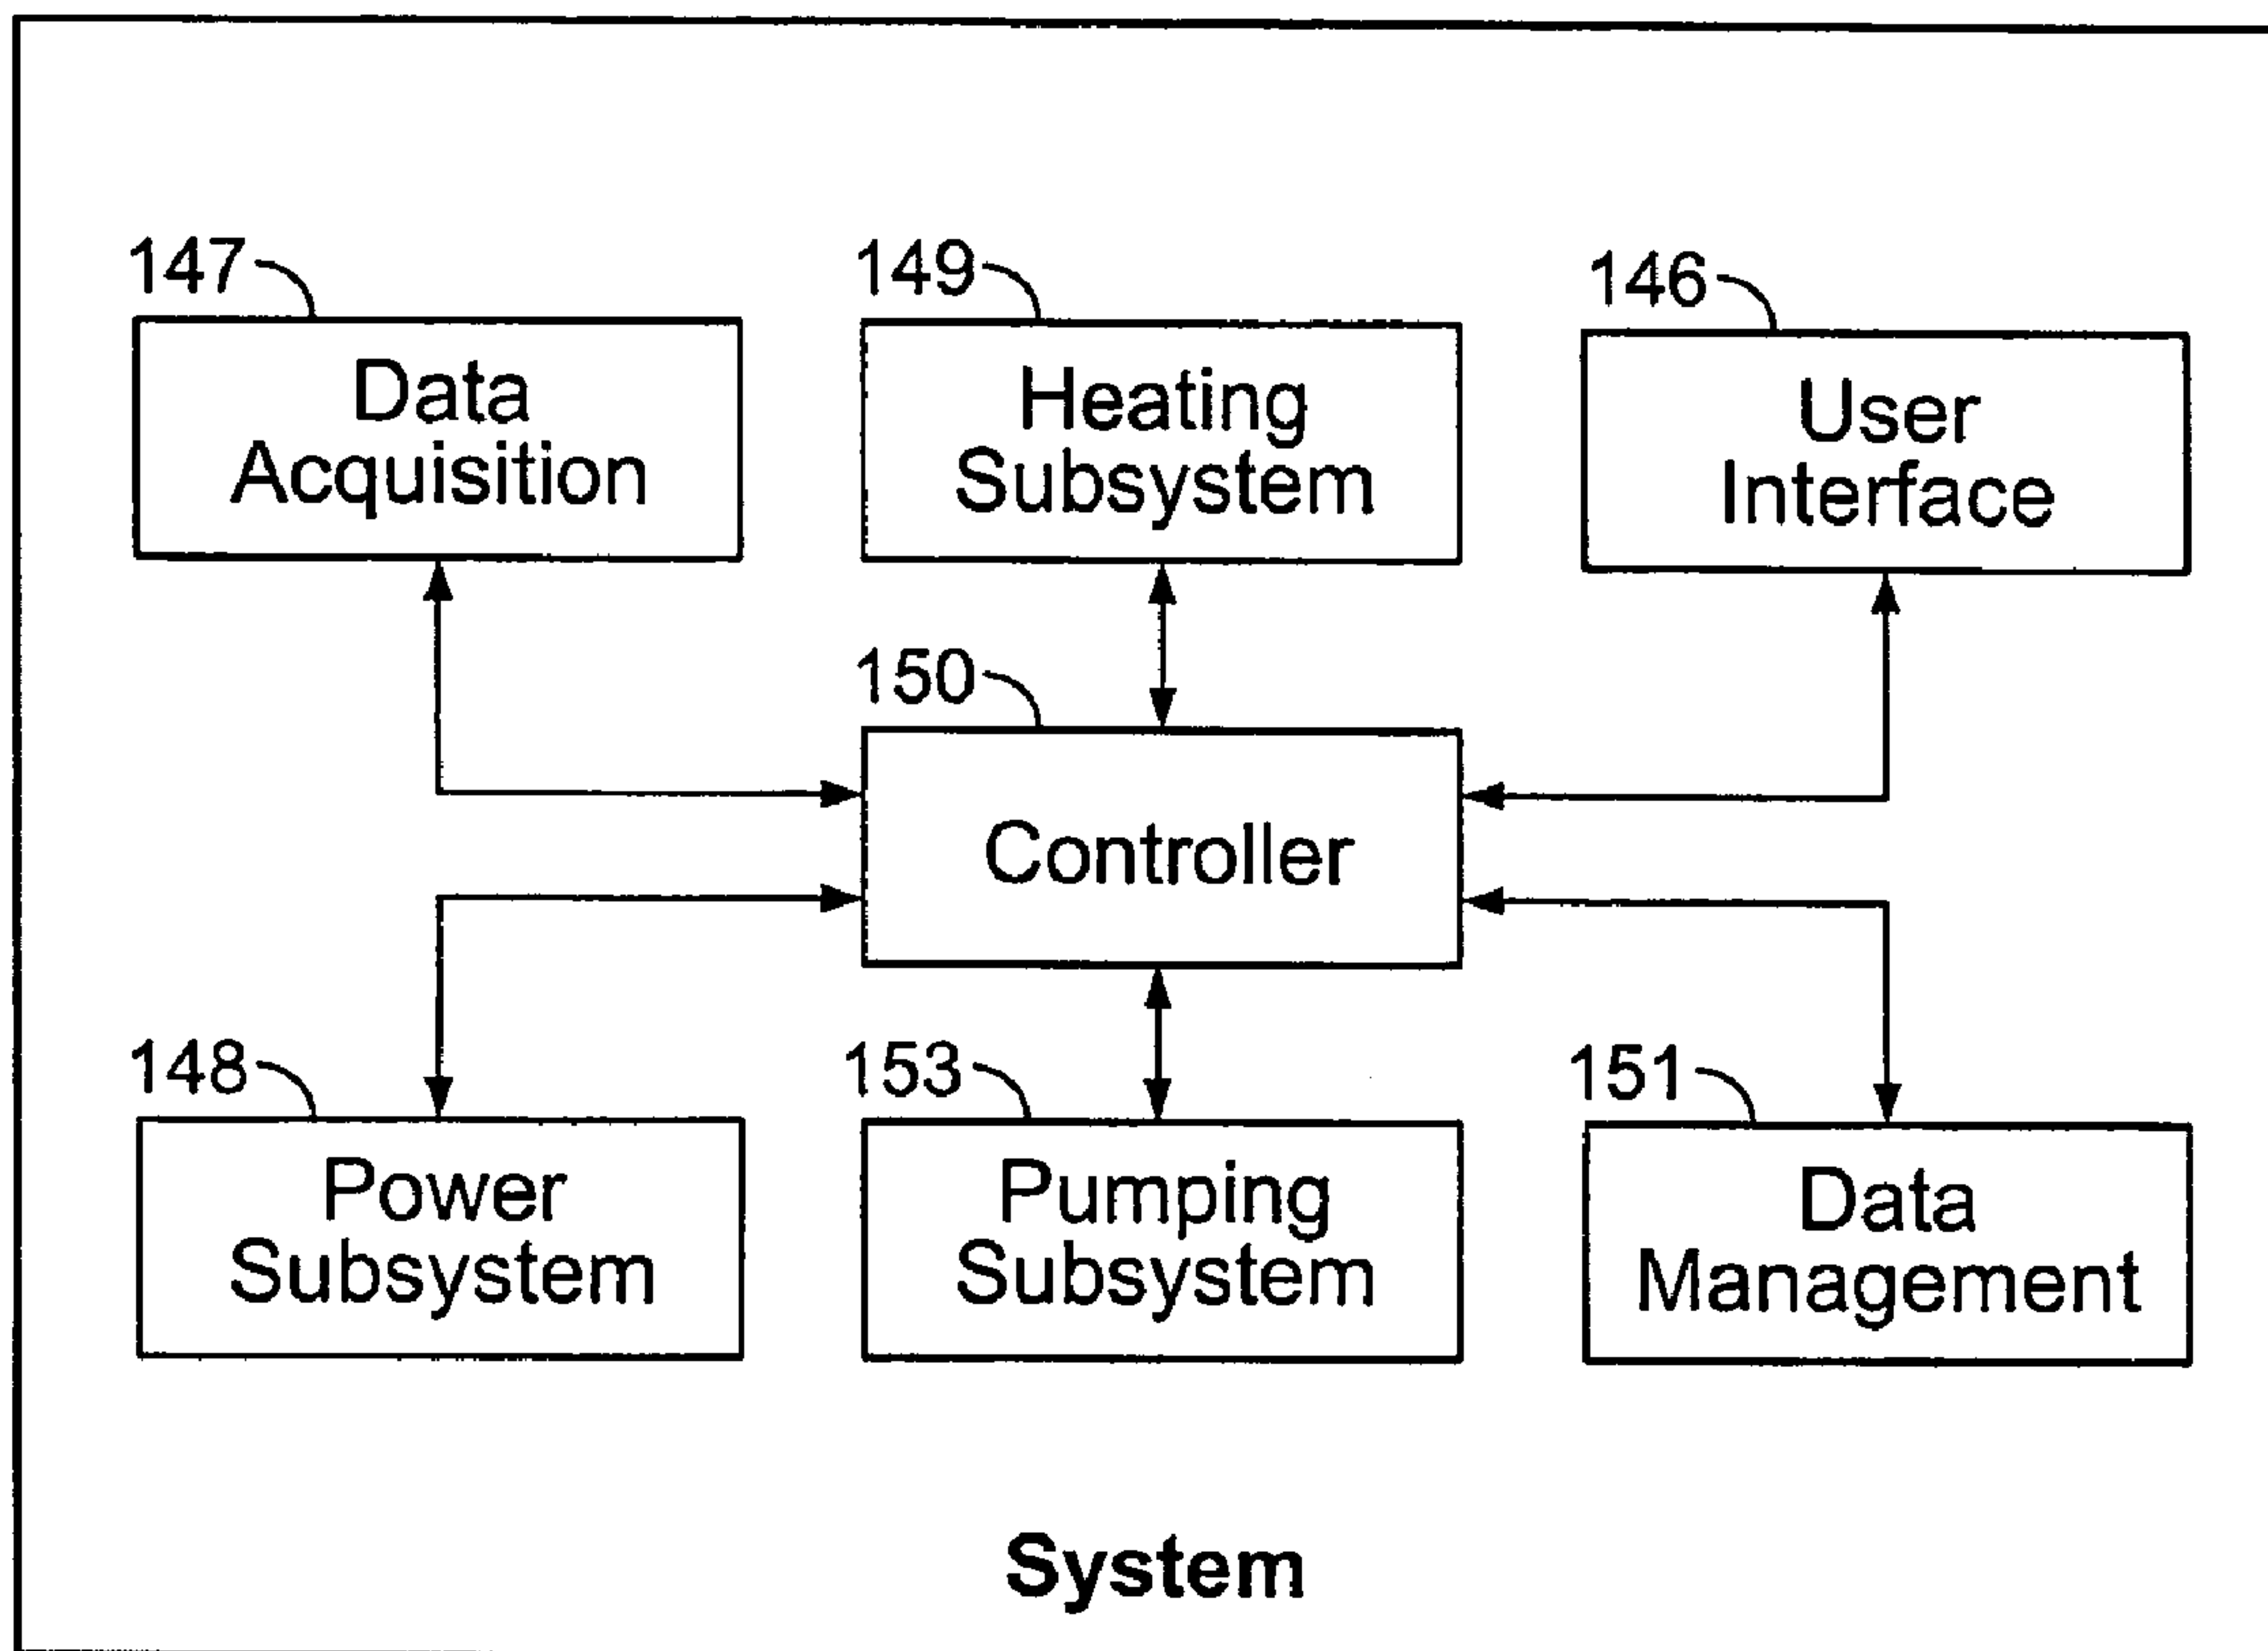 147
149
146
Data
Acquisition
Heating
Subsystem
User
Interface
150
Controller
148
153
151
Power
Subsystem
Pumping
Subsystem
Data
Management
System